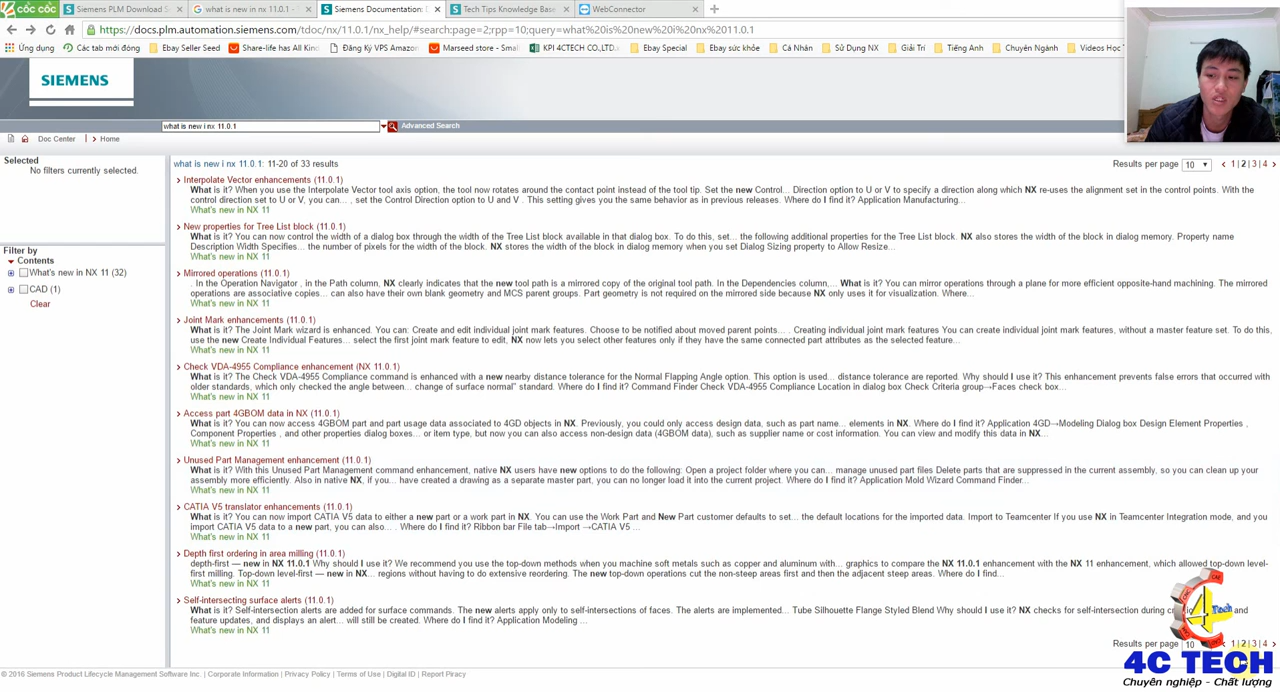 CỐC CỐC
Siemens PLM Download S
what is new in nx 11.0.1 -
Siemens Documentation:
Tech Tips Knowledge Base
WebConnector
https://docs.plm.automation.siemens.com/tdoc/nx/11.0.1/nx_help/#search:page=2;rpp=10;query=what%20is%20new%20i%20nx%2011.0.1
Ứng dụng
Các tab mới đóng
Ebay Seller Seed
Share-life has All Kind
Đăng Ký VPS Amazon
Marseed store - Small
KPI 4CTECH CO.,LTD.
Ebay Special
Ebay sức khỏe
Cá Nhân
Sử Dụng NX
Giải Trí
Tiếng Anh
Chuyên Ngành
Videos Học T
SIEMENS
what is new i nx 11.0.1
Advanced Search
Doc Center
Home
Selected
No filters currently selected.
Filter by
Contents
What's new in NX 11 (32)
CAD (1)
Clear
what is new i nx 11.0.1: 11-20 of 33 results
Results per page 10 1 | 2 | 3 | 4
Interpolate Vector enhancements (11.0.1)
What is it? When you use the Interpolate Vector tool axis option, the tool now rotates around the contact point instead of the tool tip. Set the new Control... Direction option to U or V to specify a direction along which NX re-uses the alignment set in the control points. With the
control direction set to U or V, you can... , set the Control Direction option to U and V . This setting gives you the same behavior as in previous releases. Where do I find it? Application Manufacturing...
What's new in NX 11
New properties for Tree List block (11.0.1)
What is it? You can now control the width of a dialog box through the width of the Tree List block available in that dialog box. To do this, set... the following additional properties for the Tree List block. NX also stores the width of the block in dialog memory. Property name
Description Width Specifies... the number of pixels for the width of the block. NX stores the width of the block in dialog memory when you set Dialog Sizing property to Allow Resize...
What's new in NX 11
Mirrored operations (11.0.1)
. In the Operation Navigator , in the Path column, NX clearly indicates that the new tool path is a mirrored copy of the original tool path. In the Dependencies column,... What is it? You can mirror operations through a plane for more efficient opposite-hand machining. The mirrored
operations are associative copies... can also have their own blank geometry and MCS parent groups. Part geometry is not required on the mirrored side because NX only uses it for visualization. Where...
What's new in NX 11
Joint Mark enhancements (11.0.1)
What is it? The Joint Mark wizard is enhanced. You can: Create and edit individual joint mark features. Choose to be notified about moved parent points... . Creating individual joint mark features You can create individual joint mark features, without a master feature set. To do this,
use the new Create Individual Features... select the first joint mark feature to edit, NX now lets you select other features only if they have the same connected part attributes as the selected feature...
What's new in NX 11
Check VDA-4955 Compliance enhancement (NX 11.0.1)
What is it? The Check VDA-4955 Compliance command is enhanced with a new nearby distance tolerance for the Normal Flapping Angle option. This option is used... distance tolerance are reported. Why should I use it? This enhancement prevents false errors that occurred with
older standards, which only checked the angle between... change of surface normal" standard. Where do I find it? Command Finder Check VDA-4955 Compliance Location in dialog box Check Criteria group→Faces check box...
What's new in NX 11
Access part 4GBOM data in NX (11.0.1)
What is it? You can now access 4GBOM part and part usage data associated to 4GD objects in NX. Previously, you could only access design data, such as part name... elements in NX. Where do I find it? Application 4GD→Modeling Dialog box Design Element Properties ,
Component Properties , and other properties dialog boxes... or item type, but now you can also access non-design data (4GBOM data), such as supplier name or cost information. You can view and modify this data in NX...
What's new in NX 11
Unused Part Management enhancement (11.0.1)
What is it? With this Unused Part Management command enhancement, native NX users have new options to do the following: Open a project folder where you can... manage unused part files Delete parts that are suppressed in the current assembly, so you can clean up your
assembly more efficiently. Also in native NX, if you... have created a drawing as a separate master part, you can no longer load it into the current project. Where do I find it? Application Mold Wizard Command Finder...
What's new in NX 11
CATIA V5 translator enhancements (11.0.1)
What is it? You can now import CATIA V5 data to either a new part or a work part in NX. You can use the Work Part and New Part customer defaults to set... the default locations for the imported data. Import to Teamcenter If you use NX in Teamcenter Integration mode, and you
import CATIA V5 data to a new part, you can also... . Where do I find it? Ribbon bar File tab→Import →CATIA V5 ...
What's new in NX 11
Depth first ordering in area milling (11.0.1)
depth-first — new in NX 11.0.1 Why should I use it? We recommend you use the top-down methods when you machine soft metals such as copper and aluminum with... graphics to compare the NX 11.0.1 enhancement with the NX 11 enhancement, which allowed top-down level-
first milling. Top-down level-first — new in NX... regions without having to do extensive reordering. The new top-down operations cut the non-steep areas first and then the adjacent steep areas. Where do I find...
What's new in NX 11
Self-intersecting surface alerts (11.0.1)
What is it? Self-intersection alerts are added for surface commands. The new alerts apply only to self-intersections of faces. The alerts are implemented... Tube Silhouette Flange Styled Blend Why should I use it? NX checks for self-intersection during and
feature updates, and displays an alert... will still be created. Where do I find it? Application Modeling ...
What's new in NX 11
Results per page 10 1 | 2 | 3 | 4
© 2016 Siemens Product Lifecycle Management Software Inc. | Corporate Information | Privacy Policy | Terms of Use | Digital ID | Report Piracy
4 Tech
4C TECH
Chuyên nghiệp - Chất lượng